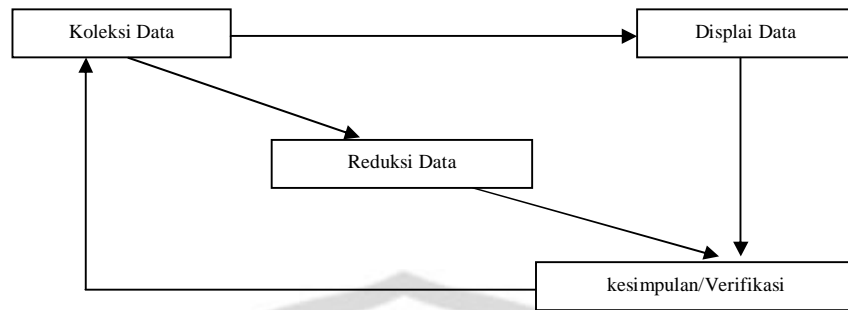 Koleksi Data
Displai Data
Reduksi Data
kesimpulan/Verifikasi